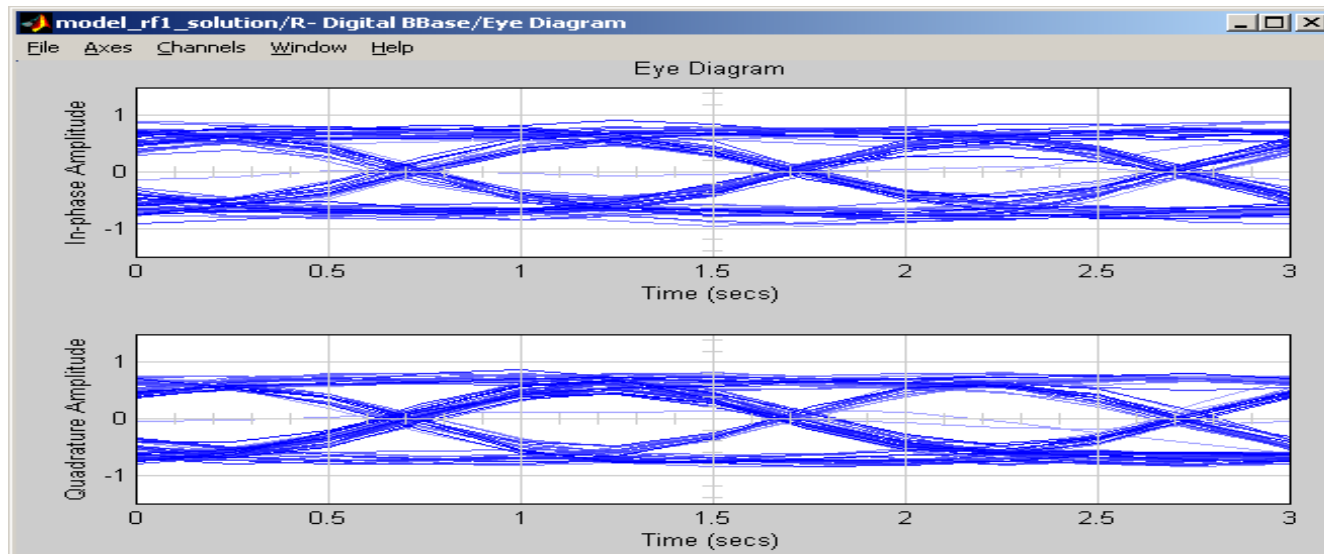 model_rf1_solution/R- Digital BBase/Eye Diagram
File Axes Channels Window Help
Eye Diagram
In-phase Amplitude
1
0
-1
0 0.5 1 1.5 2 2.5 3
Time (secs)
Quadrature Amplitude
1
0
-1
0 0.5 1 1.5 2 2.5 3
Time (secs)